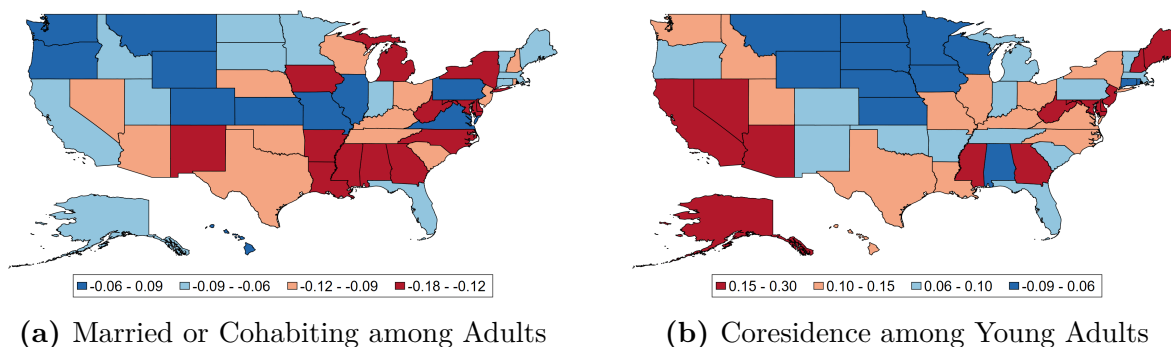 -0.06 - 0.09 -0.09 - -0.06 -0.12 - -0.09 -0.18 - -0.12
0.15 - 0.30 0.10 - 0.15 0.06 - 0.10 -0.09 - 0.06
(a) Married or Cohabiting among Adults
(b) Coresidence among Young Adults